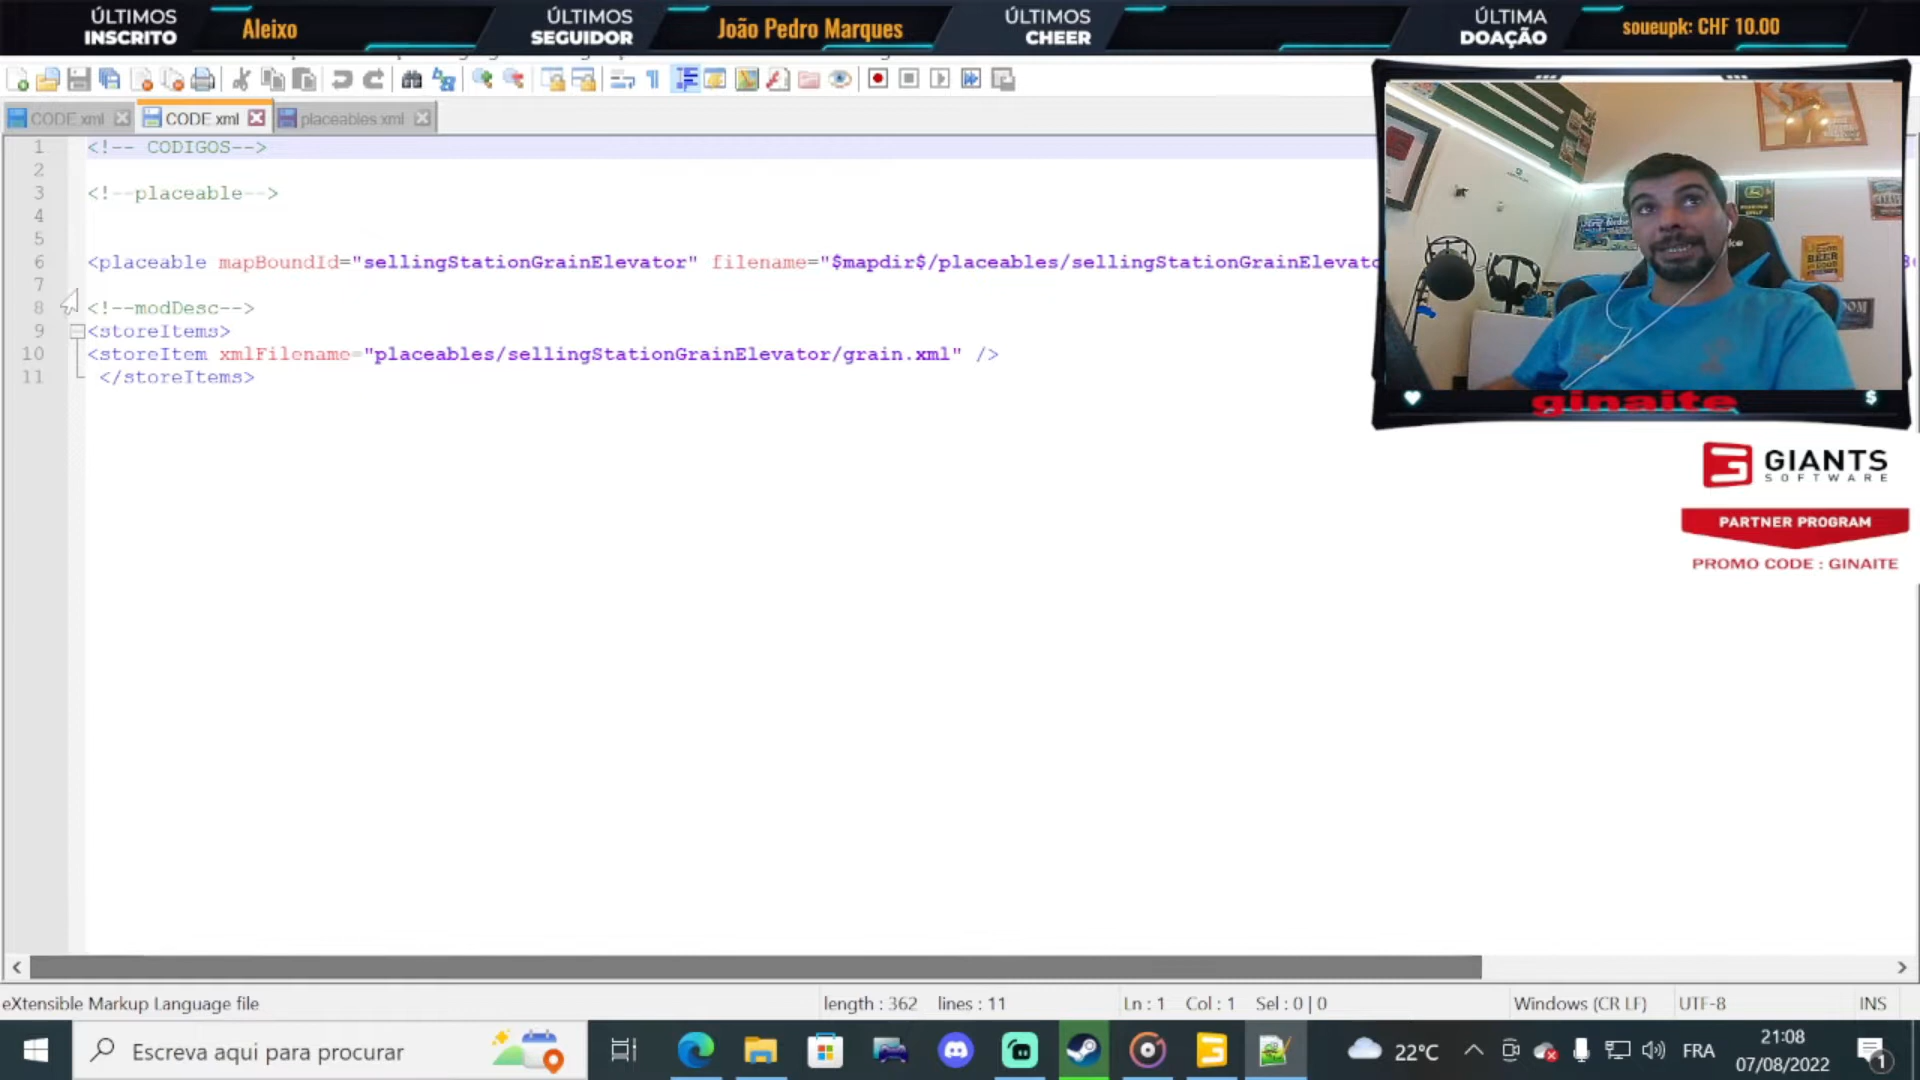 ÚLTIMOS
INSCRITO
Aleixo
ÚLTIMOS
SEGUIDOR
João Pedro Marques
ÚLTIMOS
CHEER
ÚLTIMA
DOAÇÃO
soueupk: CHF 10.00
CODE xml
CODE xml
placeables xml
1 <!-- CODIGOS-->
2
3 <!--placeable-->
4
5
6 <placeable mapBoundId="sellingStationGrainElevator" filename="$mapdir$/placeables/sellingStationGrainElevato
7
8 <!--modDesc-->
9 <storeItems>
10 <storeItem xmlFilename="placeables/sellingStationGrainElevator/grain.xml" />
11 </storeItems>
ginaite
GIANTS
SOFTWARE
PARTNER PROGRAM
PROMO CODE : GINAITE
eXtensible Markup Language file
length : 362 lines : 11
Ln : 1 Col : 1 Sel : 0 | 0
Windows (CR LF)
UTF-8
INS
Escreva aqui para procurar
22°C
FRA
21:08
07/08/2022
1